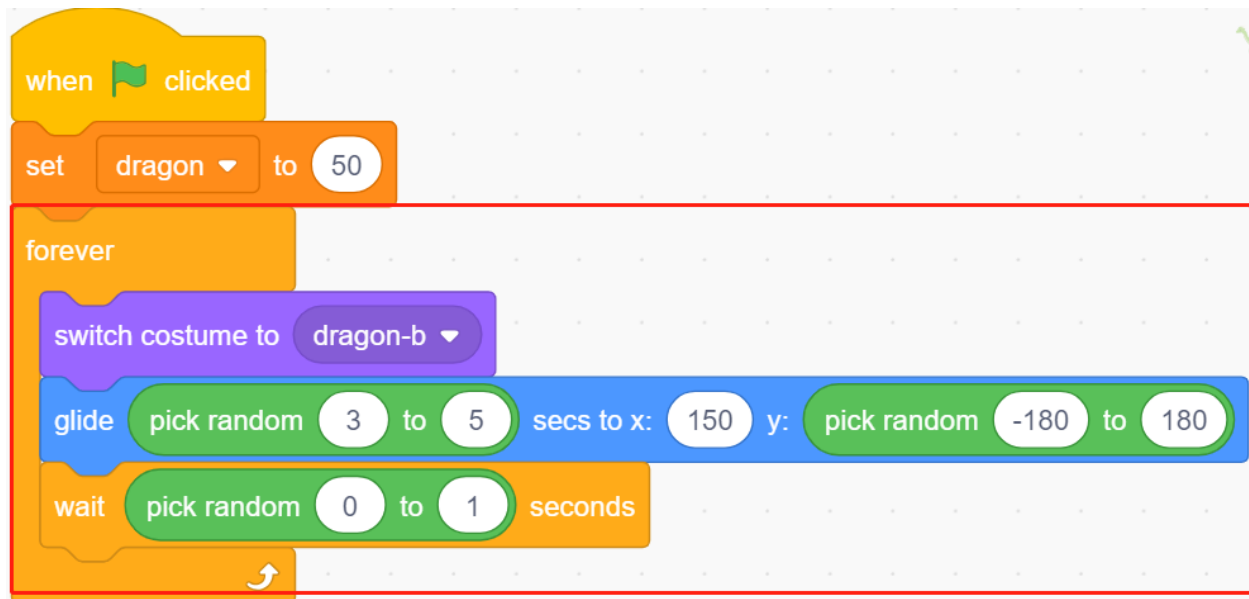 when clicked
set dragon to 50
forever
switch costume to dragon-b
glide pick random 3 to 5 secs to x: 150 y: pick random -180 to 180
wait pick random 0 to 1 seconds